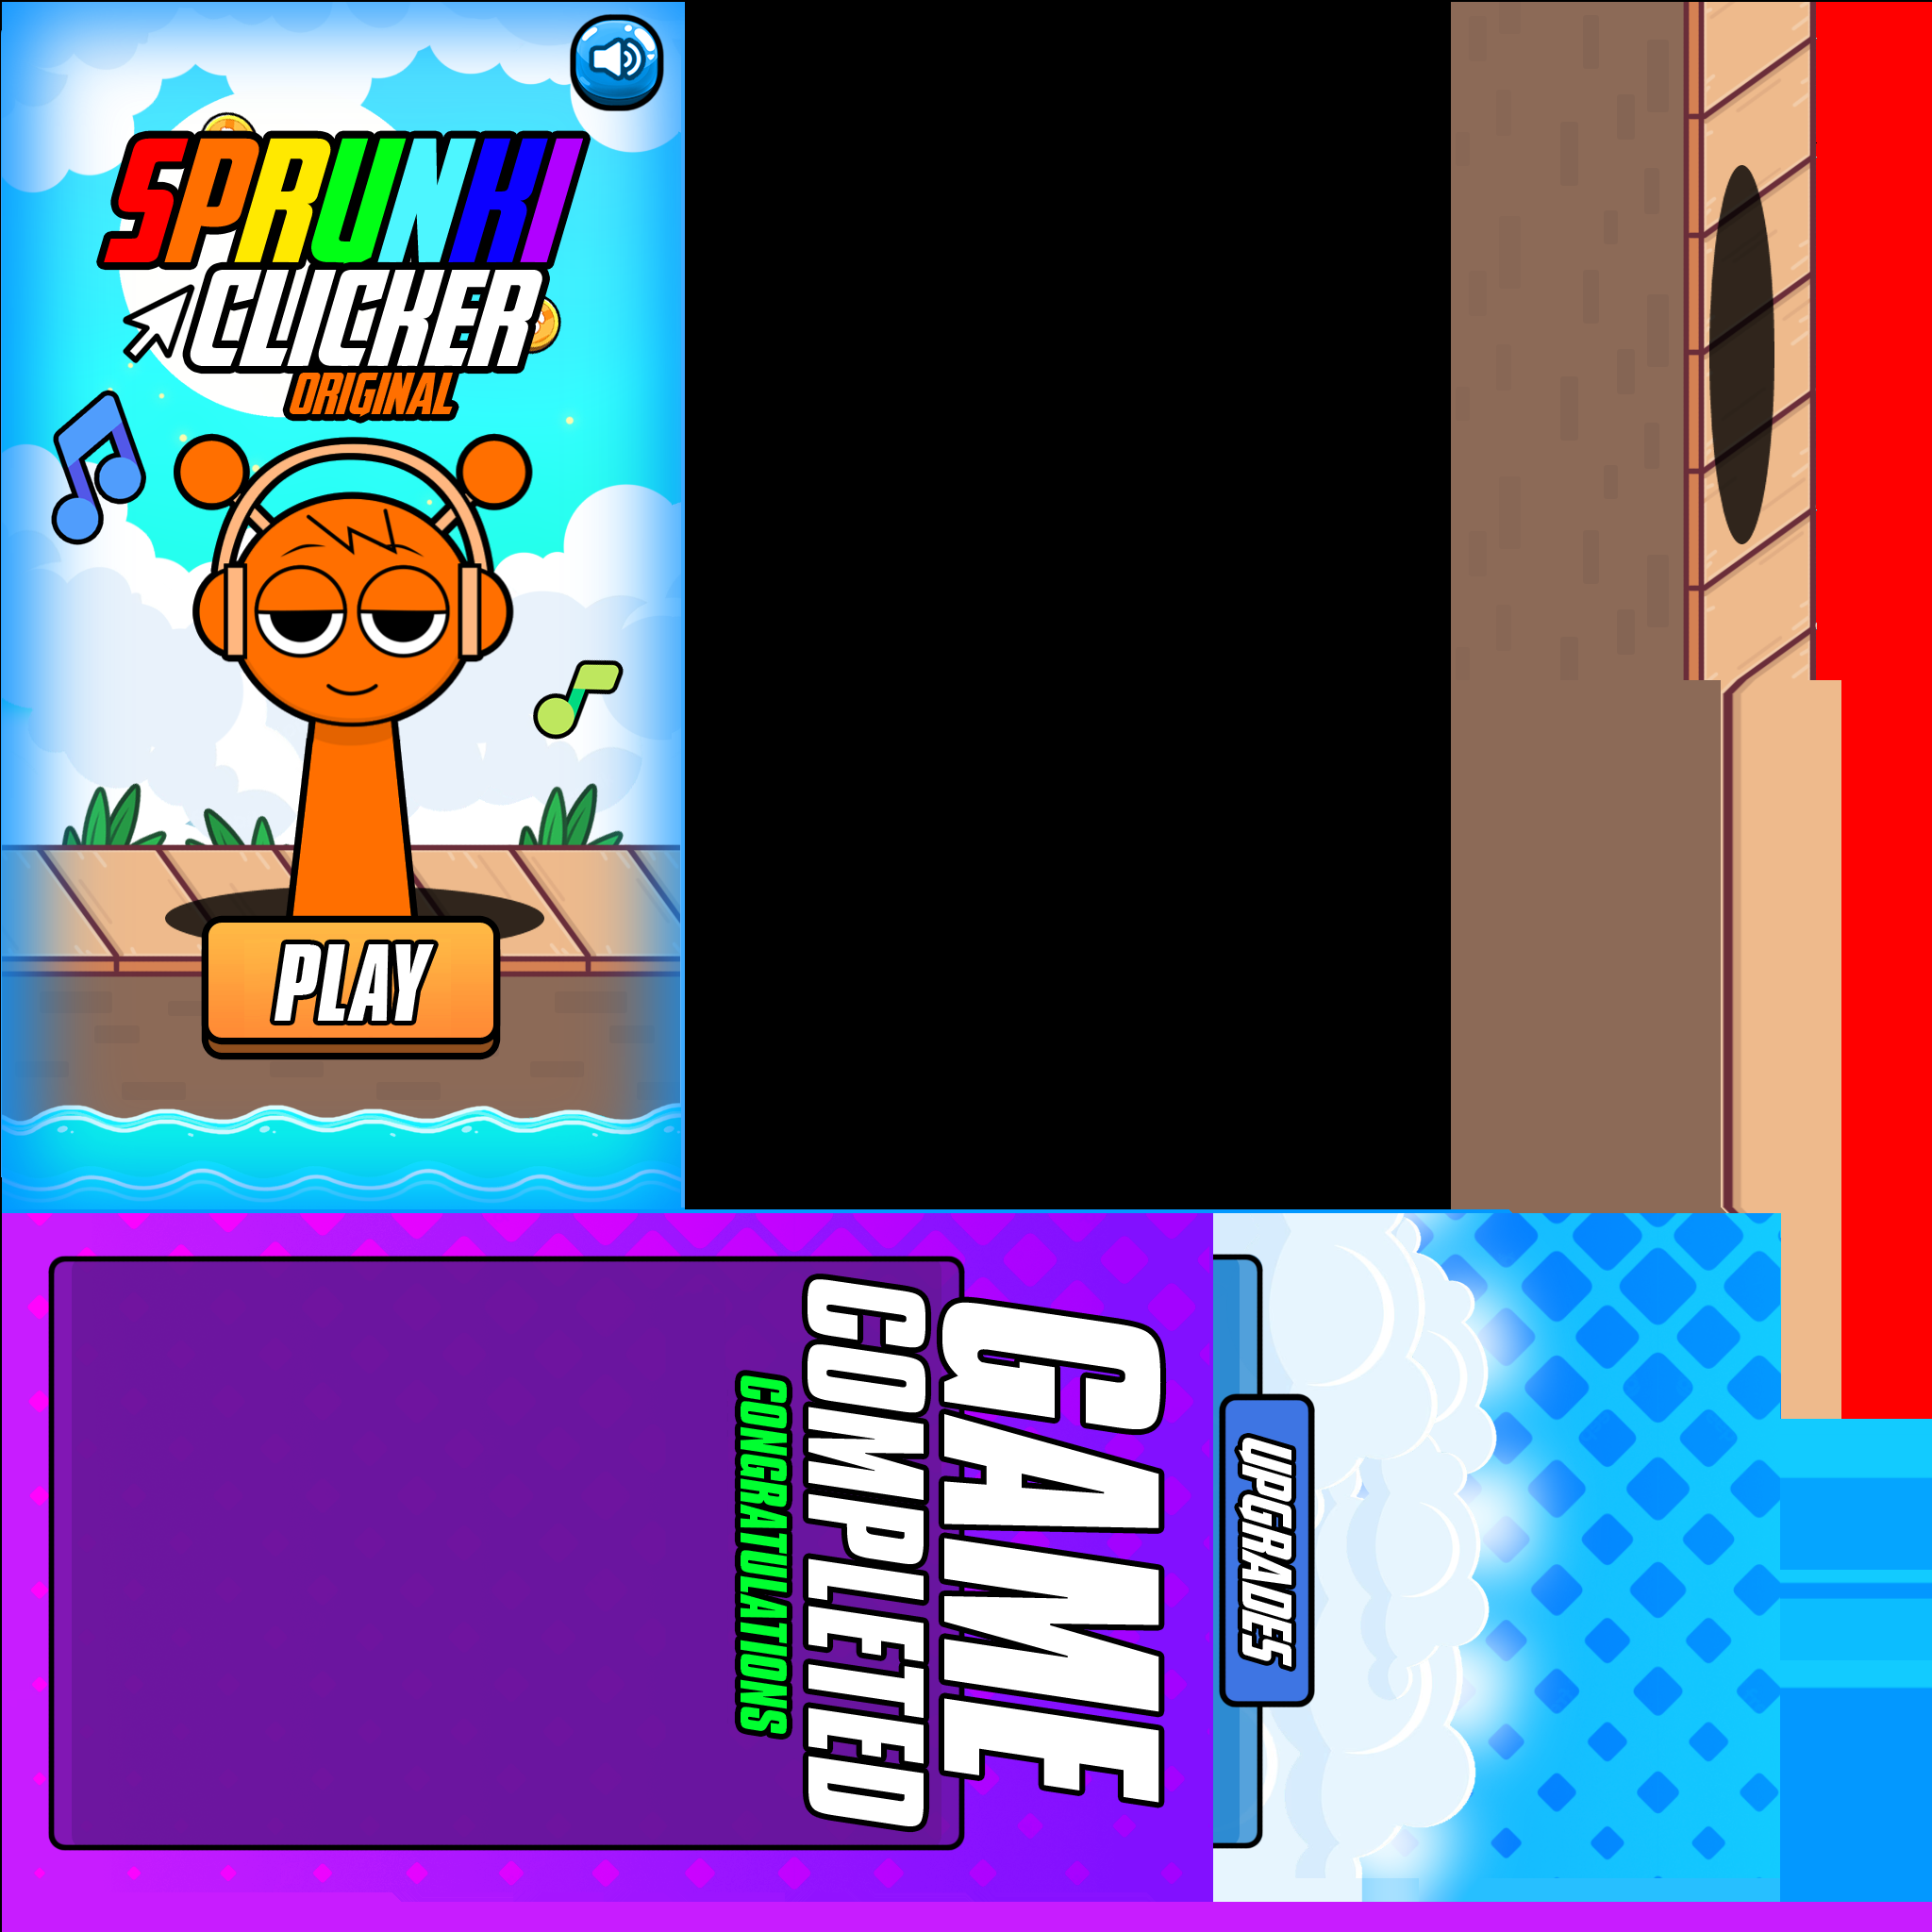 SPRUNKI
CLICKER
ORIGINAL
PLAY
GAME
COMPLETED
CONGRATULATIONS
UPGRADES